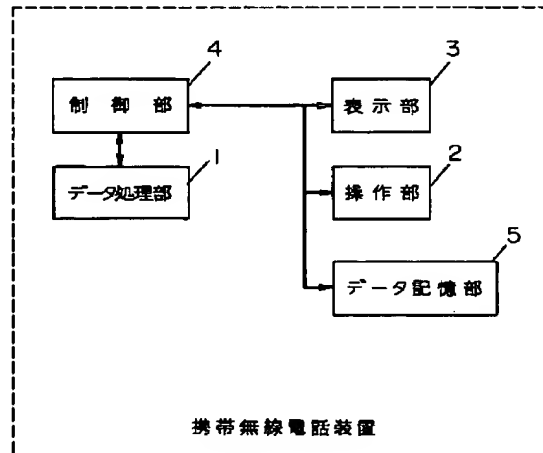 4
制御部
3
表示部
1
データ処理部
2
操作部
5
データ記憶部
携帯無線電話装置